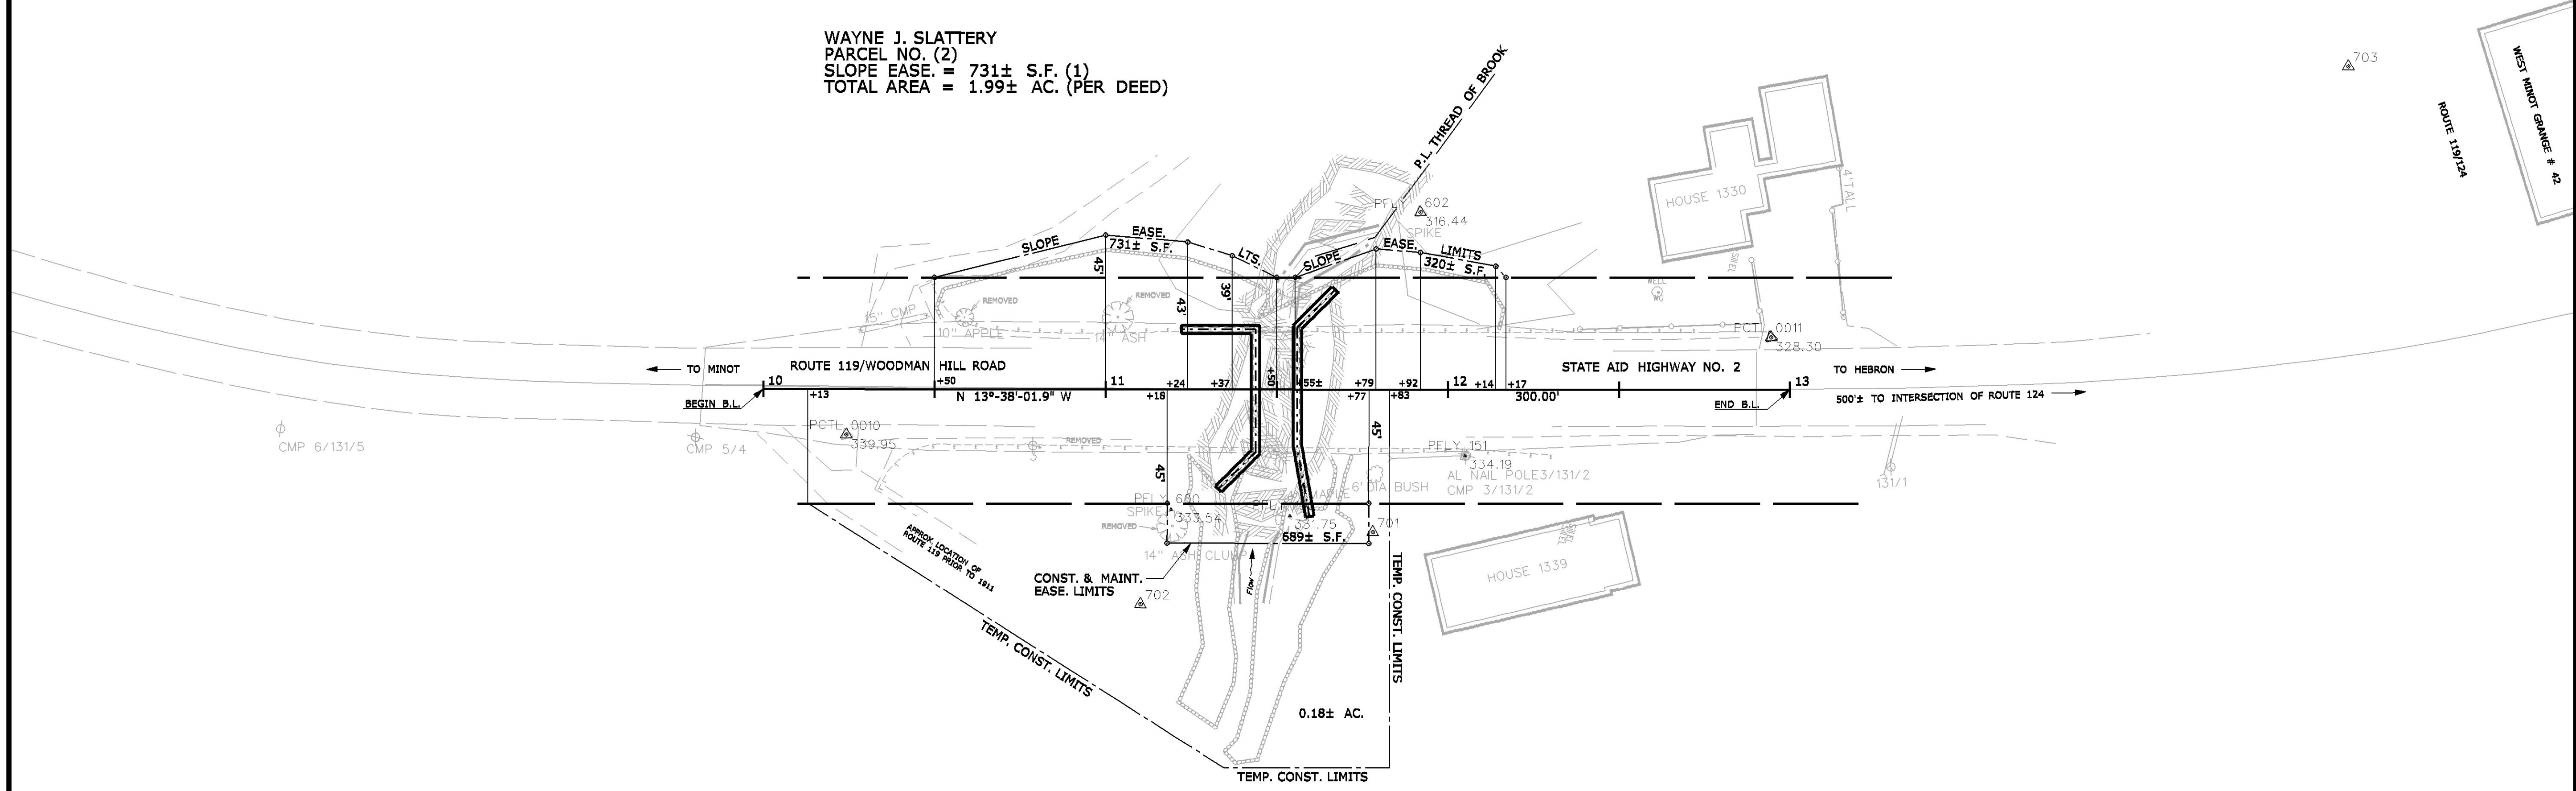 WAYNE J. SLATTERY
PARCEL NO. (2)
SLOPE EASE. = 731± S.F. (1)
TOTAL AREA = 1.99± AC. (PER DEED)
P.L. THREAD OF BROOK
703
WEST MINOT GRANGE # 42
ROUTE 119/124
HOUSE 1330
4' TALL
PFLY 602
316.44
SPIKE
SLOPE
EASE.
731± S.F.
LTS.
SLOPE
EASE.
LIMITS
320± S.F.
45'
43'
39'
WELL
WG
15" CMP
REMOVED
10" APPLE
REMOVED
14" ASH
PCTL 0011
328.30
TO MINOT
ROUTE 119/WOODMAN HILL ROAD
STATE AID HIGHWAY NO. 2
TO HEBRON
10
+50
11
+24
+37
+50
+55±
+79
+92
12
+14
+17
13
BEGIN B.L.
+13
N 13°-38'-01.9" W
+18
+77
+83
300.00'
END B.L.
500'± TO INTERSECTION OF ROUTE 124
CMP 6/131/5
CMP 5/4
PCTL 0010
339.95
REMOVED
45'
45'
PFLY 151
334.19
AL NAIL POLE3/131/2
CMP 3/131/2
131/1
6' DIA BUSH
MAPLE
PFLY 600
SPIKE
333.54
331.75
REMOVED
689± S.F.
701
14" ASH CLUMP
APPROX. LOCATION OF
ROUTE 119 PRIOR TO 1911
CONST. & MAINT.
EASE. LIMITS
702
Flow
HOUSE 1339
TEMP. CONST. LIMITS
TEMP. CONST. LIMITS
0.18± AC.
TEMP. CONST. LIMITS